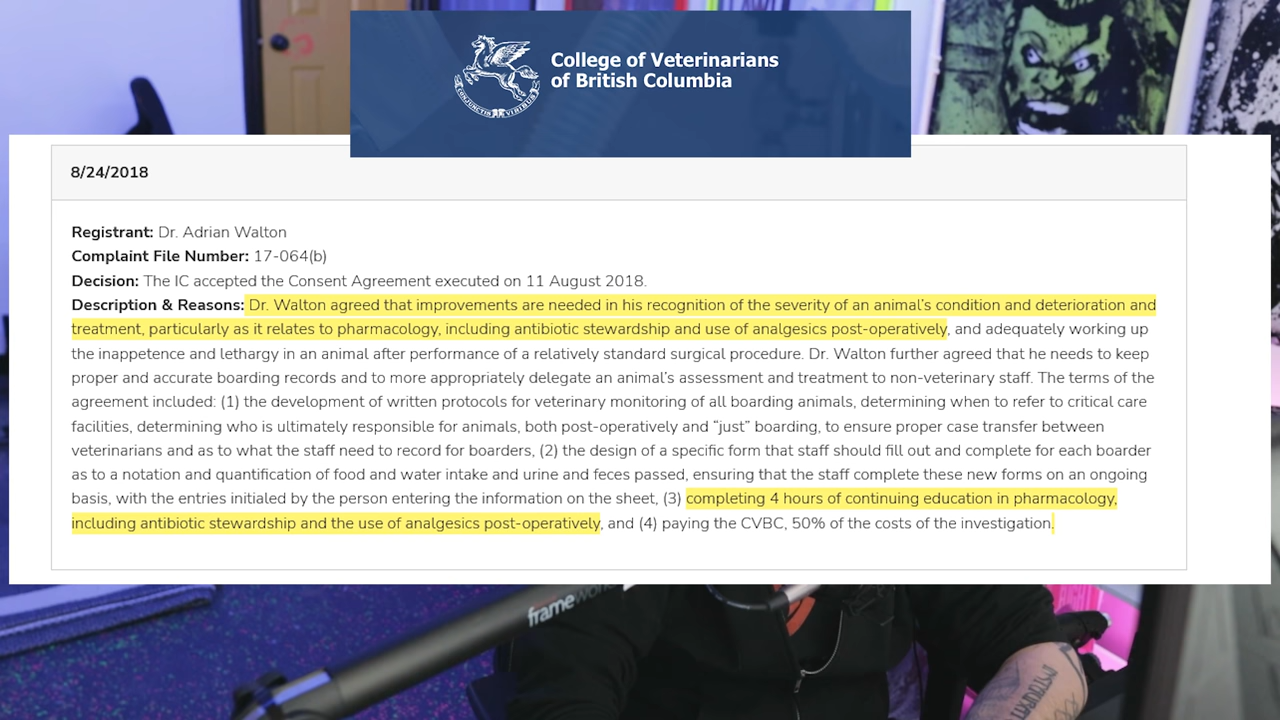 College of Veterinarians
of British Columbia
CONJUNCTIS VIRIBUS
8/24/2018
Registrant: Dr. Adrian Walton
Complaint File Number: 17-064(b)
Decision: The IC accepted the Consent Agreement executed on 11 August 2018.
Description & Reasons: Dr. Walton agreed that improvements are needed in his recognition of the severity of an animal's condition and deterioration and
treatment, particularly as it relates to pharmacology, including antibiotic stewardship and use of analgesics post-operatively, and adequately working up
the inappetence and lethargy in an animal after performance of a relatively standard surgical procedure. Dr. Walton further agreed that he needs to keep
proper and accurate boarding records and to more appropriately delegate an animal's assessment and treatment to non-veterinary staff. The terms of the
agreement included: (1) the development of written protocols for veterinary monitoring of all boarding animals, determining when to refer to critical care
facilities, determining who is ultimately responsible for animals, both post-operatively and “just” boarding, to ensure proper case transfer between
veterinarians and as to what the staff need to record for boarders, (2) the design of a specific form that staff should fill out and complete for each boarder
as to a notation and quantification of food and water intake and urine and feces passed, ensuring that the staff complete these new forms on an ongoing
basis, with the entries initialed by the person entering the information on the sheet, (3) completing 4 hours of continuing education in pharmacology,
including antibiotic stewardship and the use of analgesics post-operatively, and (4) paying the CVBC, 50% of the costs of the investigation.